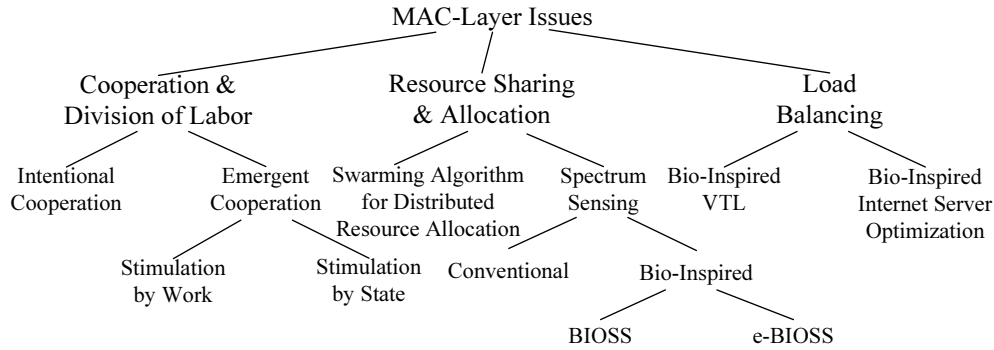 MAC-Layer Issues
Cooperation &
Division of Labor
Resource Sharing
& Allocation
Load
Balancing
Intentional
Cooperation
Emergent
Cooperation
Swarming Algorithm
for Distributed
Resource Allocation
Spectrum
Sensing
Bio-Inspired
VTL
Bio-Inspired
Internet Server
Optimization
Stimulation
by Work
Stimulation
by State
Conventional
Bio-Inspired
BIOSS
e-BIOSS